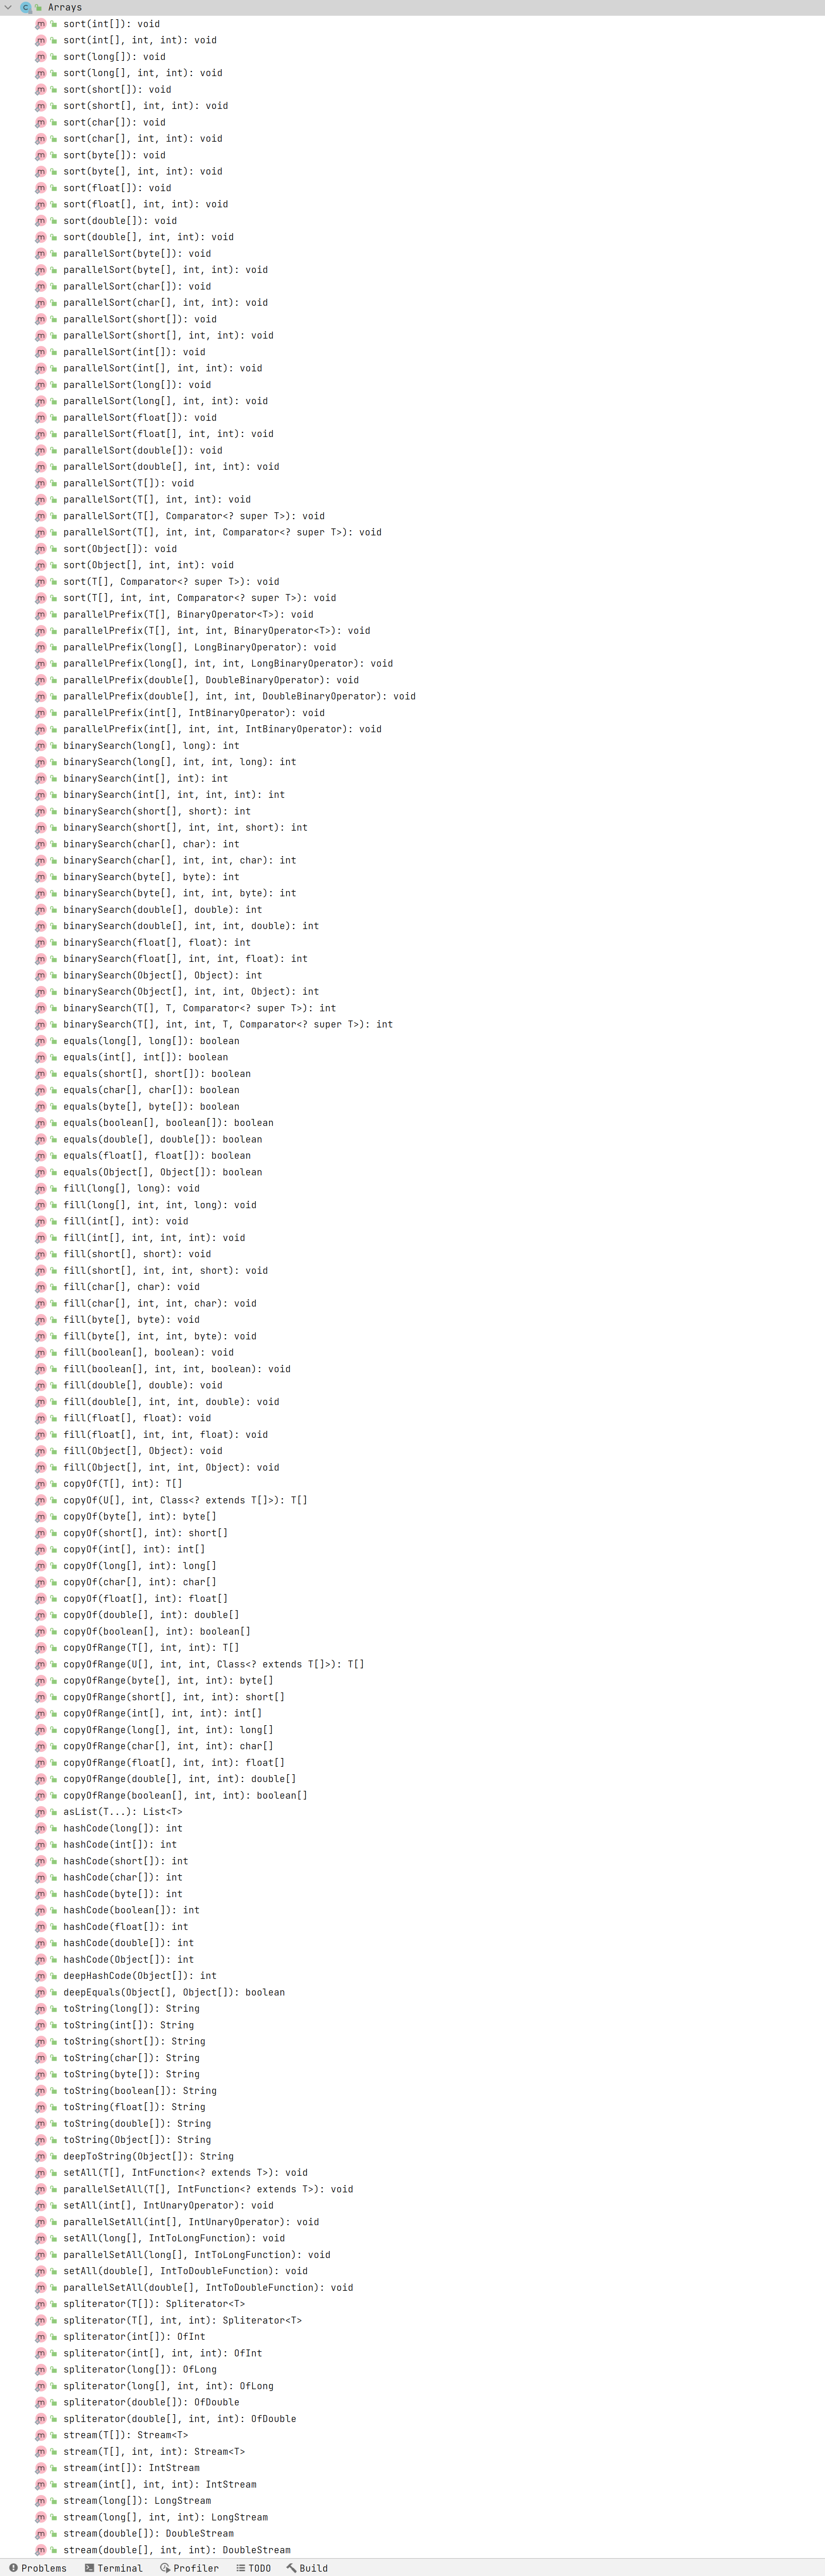 Arrays
sort(int[]): void
sort(int[], int, int): void
sort(long[]): void
sort(long[], int, int): void
sort(short[]): void
sort(short[], int, int): void
sort(char[]): void
sort(char[], int, int): void
sort(byte[]): void
sort(byte[], int, int): void
sort(float[]): void
sort(float[], int, int): void
sort(double[]): void
sort(double[], int, int): void
parallelSort(byte[]): void
parallelSort(byte[], int, int): void
parallelSort(char[]): void
parallelSort(char[], int, int): void
parallelSort(short[]): void
parallelSort(short[], int, int): void
parallelSort(int[]): void
parallelSort(int[], int, int): void
parallelSort(long[]): void
parallelSort(long[], int, int): void
parallelSort(float[]): void
parallelSort(float[], int, int): void
parallelSort(double[]): void
parallelSort(double[], int, int): void
parallelSort(T[]): void
parallelSort(T[], int, int): void
parallelSort(T[], Comparator<? super T>): void
parallelSort(T[], int, int, Comparator<? super T>): void
sort(Object[]): void
sort(Object[], int, int): void
sort(T[], Comparator<? super T>): void
sort(T[], int, int, Comparator<? super T>): void
parallelPrefix(T[], BinaryOperator<T>): void
parallelPrefix(T[], int, int, BinaryOperator<T>): void
parallelPrefix(long[], LongBinaryOperator): void
parallelPrefix(long[], int, int, LongBinaryOperator): void
parallelPrefix(double[], DoubleBinaryOperator): void
parallelPrefix(double[], int, int, DoubleBinaryOperator): void
parallelPrefix(int[], IntBinaryOperator): void
parallelPrefix(int[], int, int, IntBinaryOperator): void
binarySearch(long[], long): int
binarySearch(long[], int, int, long): int
binarySearch(int[], int): int
binarySearch(int[], int, int, int): int
binarySearch(short[], short): int
binarySearch(short[], int, int, short): int
binarySearch(char[], char): int
binarySearch(char[], int, int, char): int
binarySearch(byte[], byte): int
binarySearch(byte[], int, int, byte): int
binarySearch(double[], double): int
binarySearch(double[], int, int, double): int
binarySearch(float[], float): int
binarySearch(float[], int, int, float): int
binarySearch(Object[], Object): int
binarySearch(Object[], int, int, Object): int
binarySearch(T[], T, Comparator<? super T>): int
binarySearch(T[], int, int, T, Comparator<? super T>): int
equals(long[], long[]): boolean
equals(int[], int[]): boolean
equals(short[], short[]): boolean
equals(char[], char[]): boolean
equals(byte[], byte[]): boolean
equals(boolean[], boolean[]): boolean
equals(double[], double[]): boolean
equals(float[], float[]): boolean
equals(Object[], Object[]): boolean
fill(long[], long): void
fill(long[], int, int, long): void
fill(int[], int): void
fill(int[], int, int, int): void
fill(short[], short): void
fill(short[], int, int, short): void
fill(char[], char): void
fill(char[], int, int, char): void
fill(byte[], byte): void
fill(byte[], int, int, byte): void
fill(boolean[], boolean): void
fill(boolean[], int, int, boolean): void
fill(double[], double): void
fill(double[], int, int, double): void
fill(float[], float): void
fill(float[], int, int, float): void
fill(Object[], Object): void
fill(Object[], int, int, Object): void
copyOf(T[], int): T[]
copyOf(U[], int, Class<? extends T[]>): T[]
copyOf(byte[], int): byte[]
copyOf(short[], int): short[]
copyOf(int[], int): int[]
copyOf(long[], int): long[]
copyOf(char[], int): char[]
copyOf(float[], int): float[]
copyOf(double[], int): double[]
copyOf(boolean[], int): boolean[]
copyOfRange(T[], int, int): T[]
copyOfRange(U[], int, int, Class<? extends T[]>): T[]
copyOfRange(byte[], int, int): byte[]
copyOfRange(short[], int, int): short[]
copyOfRange(int[], int, int): int[]
copyOfRange(long[], int, int): long[]
copyOfRange(char[], int, int): char[]
copyOfRange(float[], int, int): float[]
copyOfRange(double[], int, int): double[]
copyOfRange(boolean[], int, int): boolean[]
asList(T...): List<T>
hashCode(long[]): int
hashCode(int[]): int
hashCode(short[]): int
hashCode(char[]): int
hashCode(byte[]): int
hashCode(boolean[]): int
hashCode(float[]): int
hashCode(double[]): int
hashCode(Object[]): int
deepHashCode(Object[]): int
deepEquals(Object[], Object[]): boolean
toString(long[]): String
toString(int[]): String
toString(short[]): String
toString(char[]): String
toString(byte[]): String
toString(boolean[]): String
toString(float[]): String
toString(double[]): String
toString(Object[]): String
deepToString(Object[]): String
setAll(T[], IntFunction<? extends T>): void
parallelSetAll(T[], IntFunction<? extends T>): void
setAll(int[], IntUnaryOperator): void
parallelSetAll(int[], IntUnaryOperator): void
setAll(long[], IntToLongFunction): void
parallelSetAll(long[], IntToLongFunction): void
setAll(double[], IntToDoubleFunction): void
parallelSetAll(double[], IntToDoubleFunction): void
spliterator(T[]): Spliterator<T>
spliterator(T[], int, int): Spliterator<T>
spliterator(int[]): OfInt
spliterator(int[], int, int): OfInt
spliterator(long[]): OfLong
spliterator(long[], int, int): OfLong
spliterator(double[]): OfDouble
spliterator(double[], int, int): OfDouble
stream(T[]): Stream<T>
stream(T[], int, int): Stream<T>
stream(int[]): IntStream
stream(int[], int, int): IntStream
stream(long[]): LongStream
stream(long[], int, int): LongStream
stream(double[]): DoubleStream
stream(double[], int, int): DoubleStream
Problems Terminal Profiler TODO Build